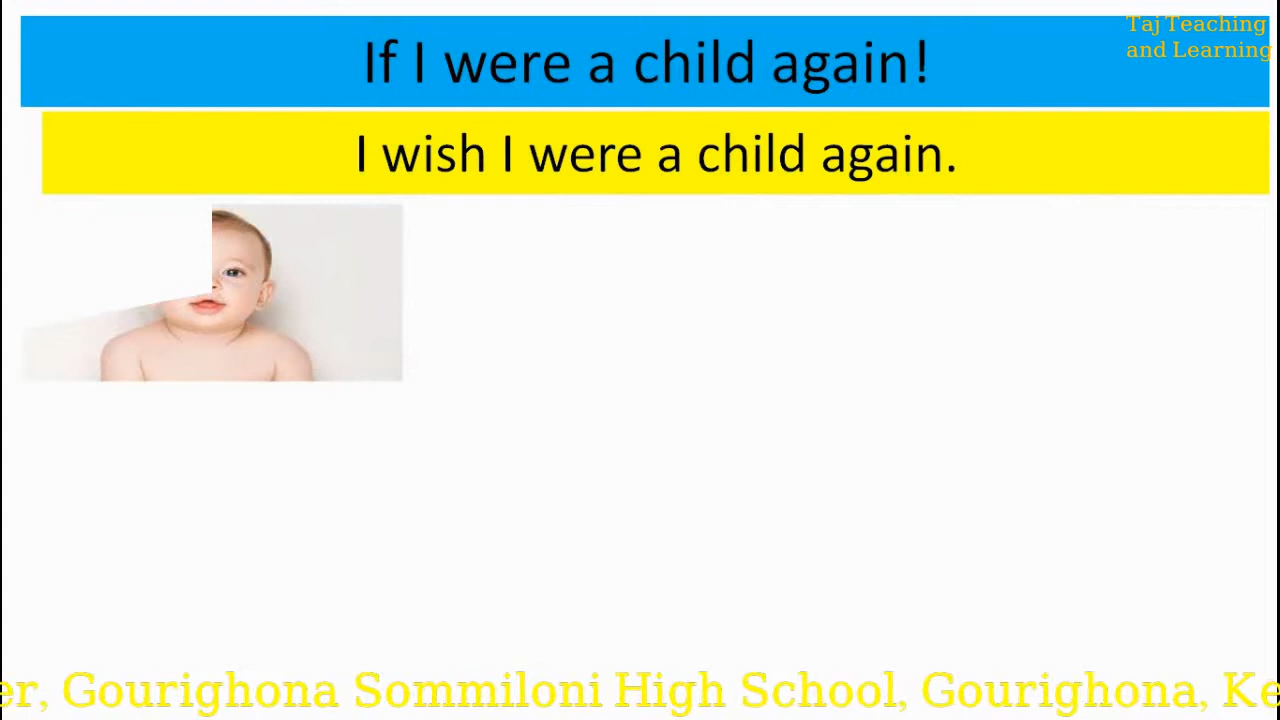 Taj Teaching
and Learning
If I were a child again!
I wish I were a child again.
er, Gourighona Sommiloni High School, Gourighona, Ke